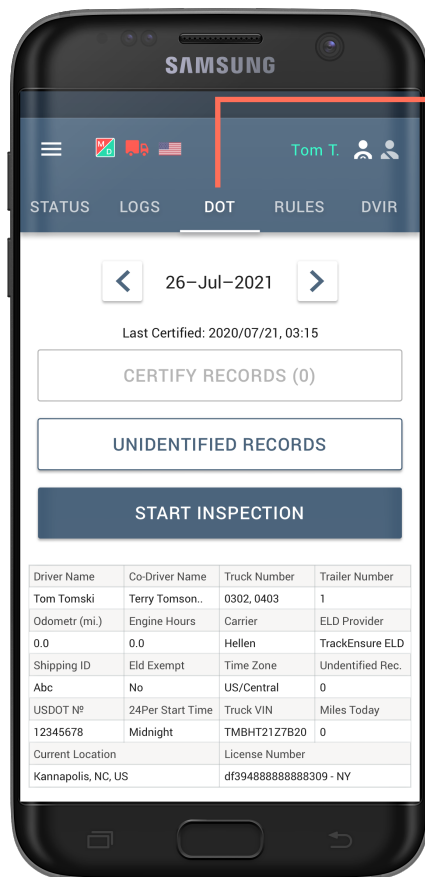 SAMSUNG
M D Tom T.
STATUS LOGS DOT RULES DVIR
26–Jul–2021
Last Certified: 2020/07/21, 03:15
CERTIFY RECORDS (0)
UNIDENTIFIED RECORDS
START INSPECTION
Driver Name Co-Driver Name Truck Number Trailer Number
Tom Tomski Terry Tomson.. 0302, 0403 1
Odometr (mi.) Engine Hours Carrier ELD Provider
0.0 0.0 Hellen TrackEnsure ELD
Shipping ID Eld Exempt Time Zone Undentified Rec.
Abc No US/Central 0
USDOT Nº 24Per Start Time Truck VIN Miles Today
12345678 Midnight TMBHT21Z7B20 0
Current Location License Number
Kannapolis, NC, US df394888888888309 - NY